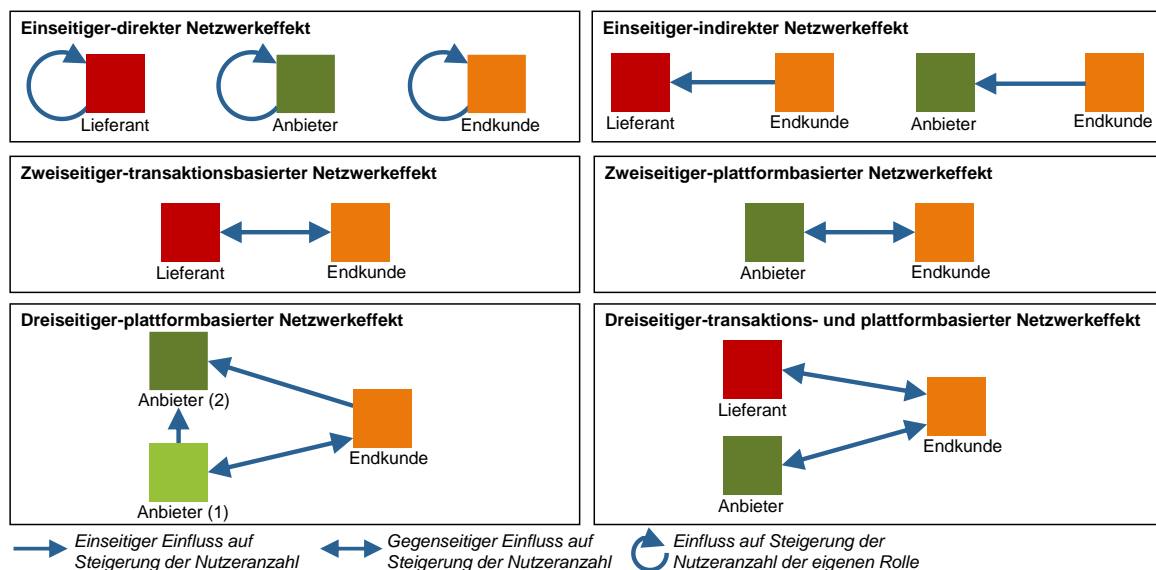 Einseitiger-direkter Netzwerkeffekt
Lieferant
Anbieter
Endkunde
Einseitiger-indirekter Netzwerkeffekt
Lieferant
Endkunde
Anbieter
Endkunde
Zweiseitiger-transaktionsbasierter Netzwerkeffekt
Lieferant
Endkunde
Zweiseitiger-plattformbasierter Netzwerkeffekt
Anbieter
Endkunde
Dreiseitiger-plattformbasierter Netzwerkeffekt
Anbieter (2)
Endkunde
Anbieter (1)
Dreiseitiger-transaktions- und plattformbasierter Netzwerkeffekt
Lieferant
Endkunde
Anbieter
Einseitiger Einfluss auf
Steigerung der Nutzeranzahl
Gegenseitiger Einfluss auf
Steigerung der Nutzeranzahl
Einfluss auf Steigerung der
Nutzeranzahl der eigenen Rolle